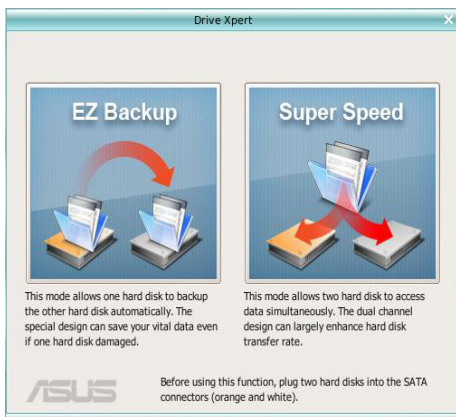 Drive Xpert
X
EZ Backup
This mode allows one hard disk to backup
the other hard disk automatically. The
special design can save your vital data even
if one hard disk damaged.
Super Speed
This mode allows two hard disk to access
data simultaneously. The dual channel
design can largely enhance hard disk
transfer rate.
ASUS
Before using this function, plug two hard disks into the SATA
connectors (orange and white).